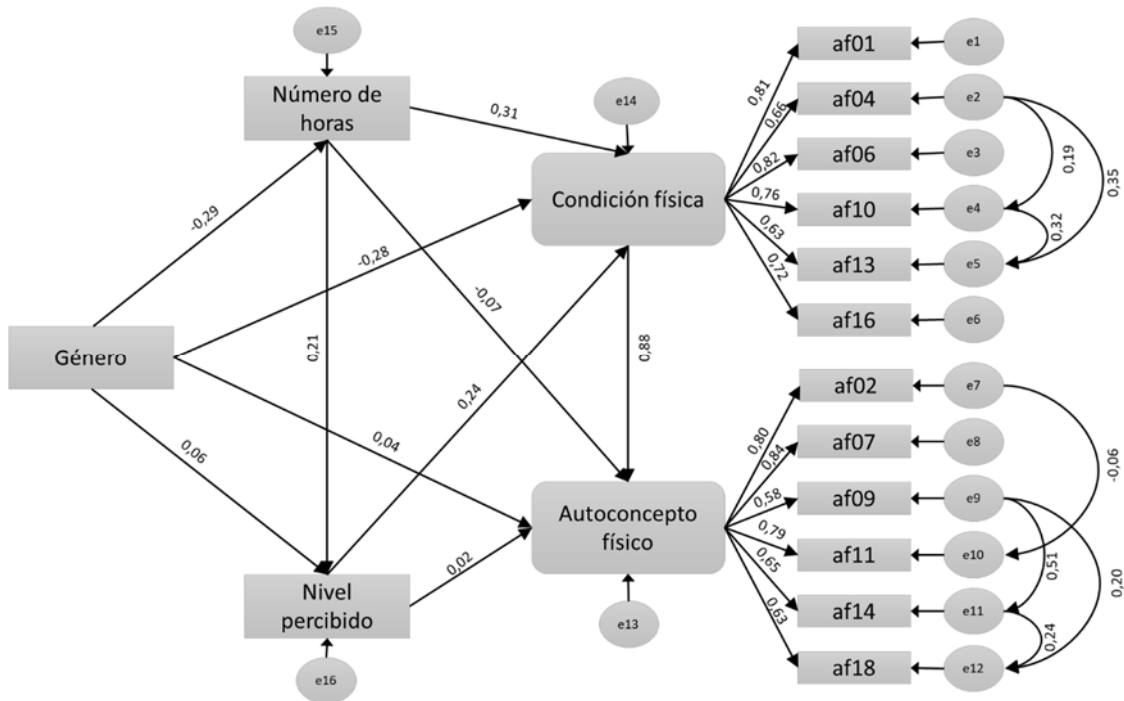 e15
Número de
horas
0,31
e14
Condición física
-0,29
-0,28
-0,07
0,21
0,88
Género
0,24
0,04
0,06
0,02
Nivel
percibido
e16
Autoconcepto
físico
e13
0,81
af01
e1
0,66
af04
e2
0,82
af06
e3
0,76
af10
e4
0,63
af13
e5
0,72
af16
e6
0,19
0,35
0,32
0,80
af02
e7
0,84
af07
e8
0,58
af09
e9
0,79
af11
e10
0,65
af14
e11
0,63
af18
e12
-0,06
0,51
0,20
0,24